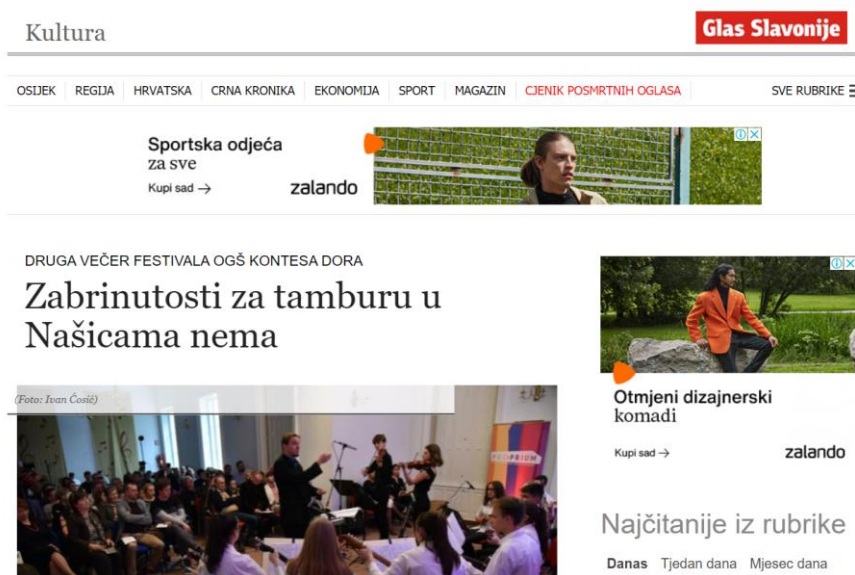 Kultura
Glas Slavonije
OSIJEK REGIJA HRVATSKA CRNA KRONIKA EKONOMIJA SPORT MAGAZIN CJENIK POSMRTNIH OGLASA SVE RUBRIKE
Sportska odjeća
za sve
Kupi sad →
zalando
DRUGA VEČER FESTIVALA OGŠ KONTESA DORA
Zabrinutosti za tamburu u
Našicama nema
(Foto: Ivan Ćosić)
PROPRIUM
Otmjeni dizajnerski
komadi
Kupi sad →
zalando
Najčitanije iz rubrike
Danas Tjedan dana Mjesec dana